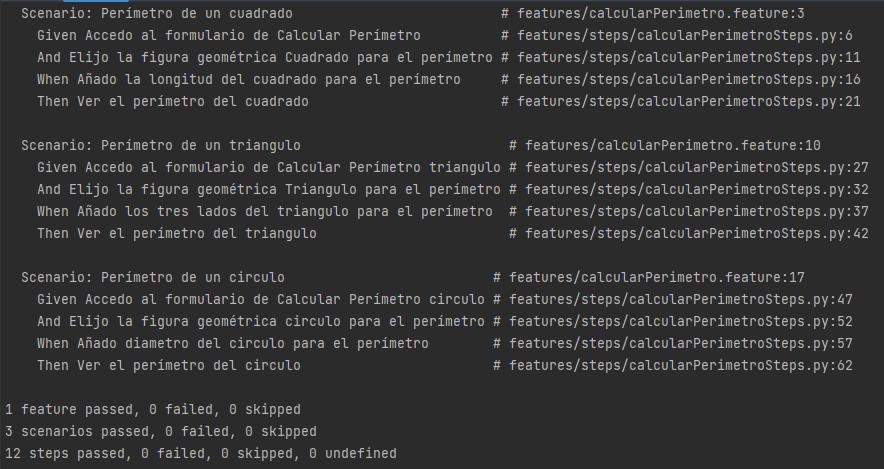 Scenario: Perímetro de un cuadrado # features/calcularPerimetro.feature:3
Given Accedo al formulario de Calcular Perímetro # features/steps/calcularPerimetroSteps.py:6
And Elijo la figura geométrica Cuadrado para el perímetro # features/steps/calcularPerimetroSteps.py:11
When Añado la longitud del cuadrado para el perímetro # features/steps/calcularPerimetroSteps.py:16
Then Ver el perímetro del cuadrado # features/steps/calcularPerimetroSteps.py:21
Scenario: Perímetro de un triangulo # features/calcularPerimetro.feature:10
Given Accedo al formulario de Calcular Perímetro triangulo # features/steps/calcularPerimetroSteps.py:27
And Elijo la figura geométrica Triangulo para el perímetro # features/steps/calcularPerimetroSteps.py:32
When Añado los tres lados del triangulo para el perímetro # features/steps/calcularPerimetroSteps.py:37
Then Ver el perímetro del triangulo # features/steps/calcularPerimetroSteps.py:42
Scenario: Perímetro de un circulo # features/calcularPerimetro.feature:17
Given Accedo al formulario de Calcular Perímetro circulo # features/steps/calcularPerimetroSteps.py:47
And Elijo la figura geométrica circulo para el perímetro # features/steps/calcularPerimetroSteps.py:52
When Añado diametro del circulo para el perímetro # features/steps/calcularPerimetroSteps.py:57
Then Ver el perímetro del circulo # features/steps/calcularPerimetroSteps.py:62
1 feature passed, 0 failed, 0 skipped
3 scenarios passed, 0 failed, 0 skipped
12 steps passed, 0 failed, 0 skipped, 0 undefined